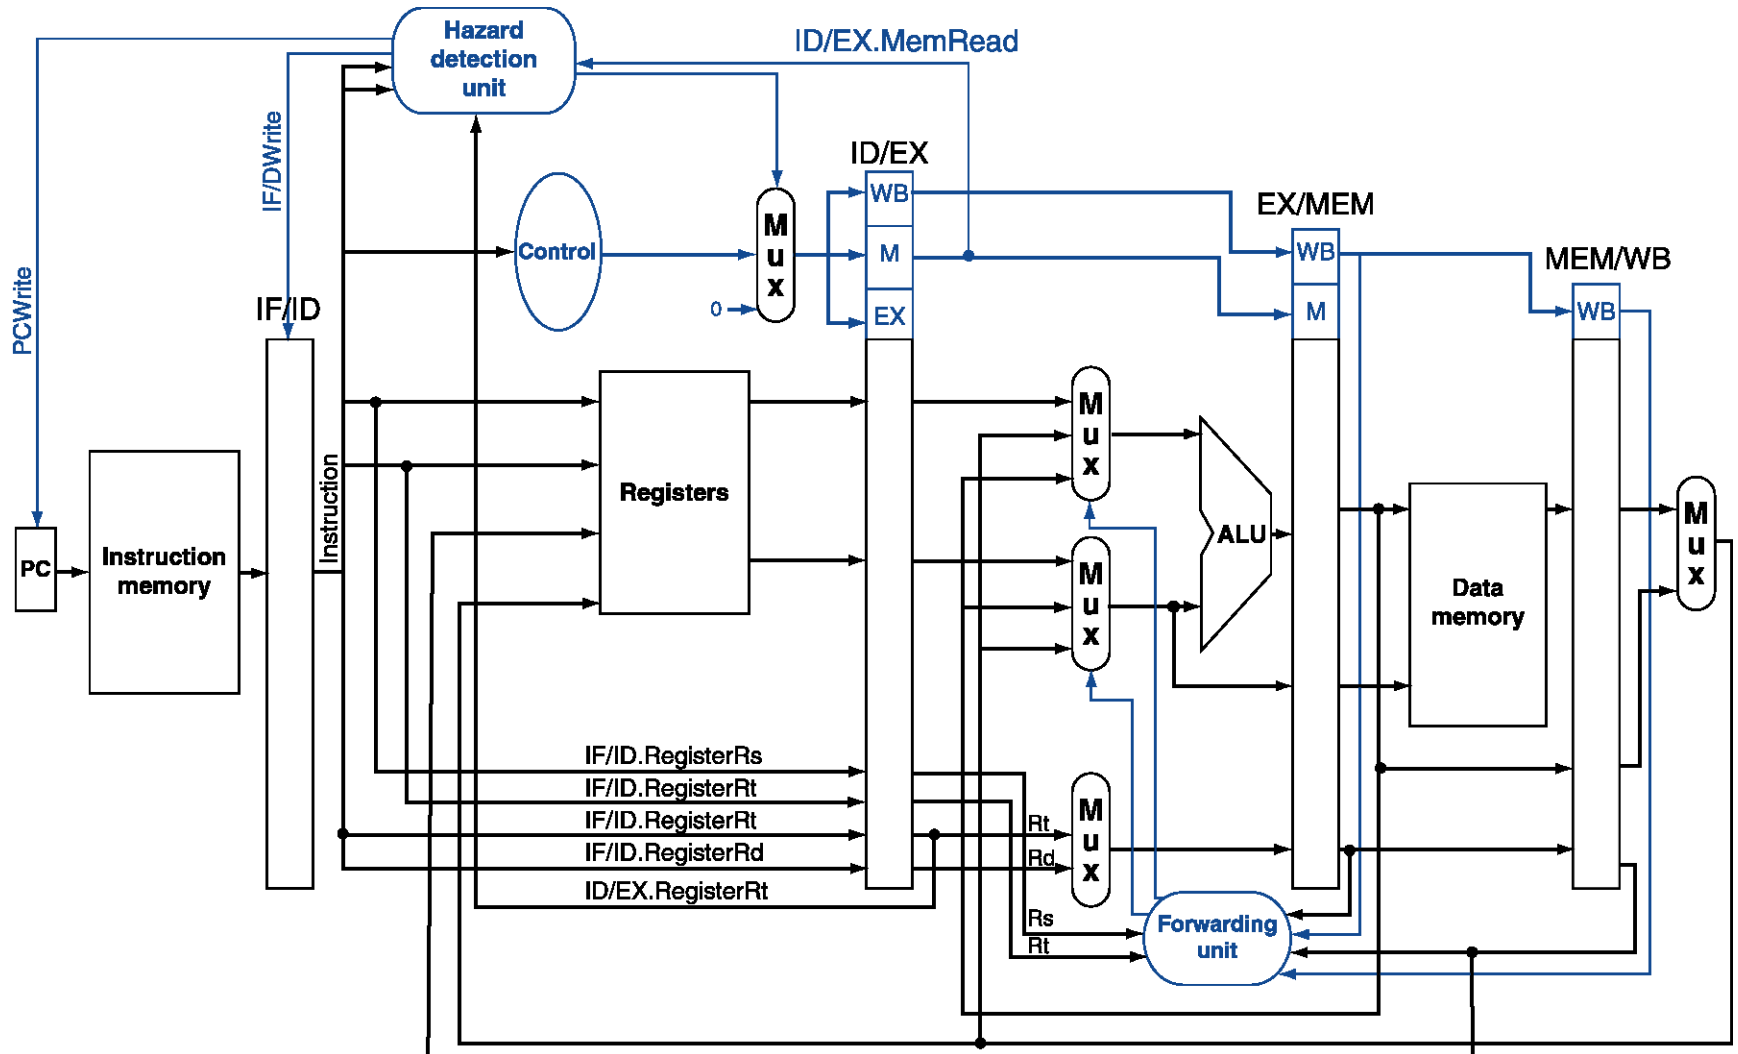 Hazard
detection
unit
ID/EX.MemRead
IF/DWrite
PCWrite
ID/EX
WB
M
EX
Control
M
u
x
0
EX/MEM
WB
M
MEM/WB
WB
IF/ID
PC
Instruction
memory
Instruction
Registers
M
u
x
M
u
x
ALU
Data
memory
M
u
x
IF/ID.RegisterRs
IF/ID.RegisterRt
IF/ID.RegisterRt
IF/ID.RegisterRd
ID/EX.RegisterRt
Rt
Rd
M
u
x
Rs
Rt
Forwarding
unit